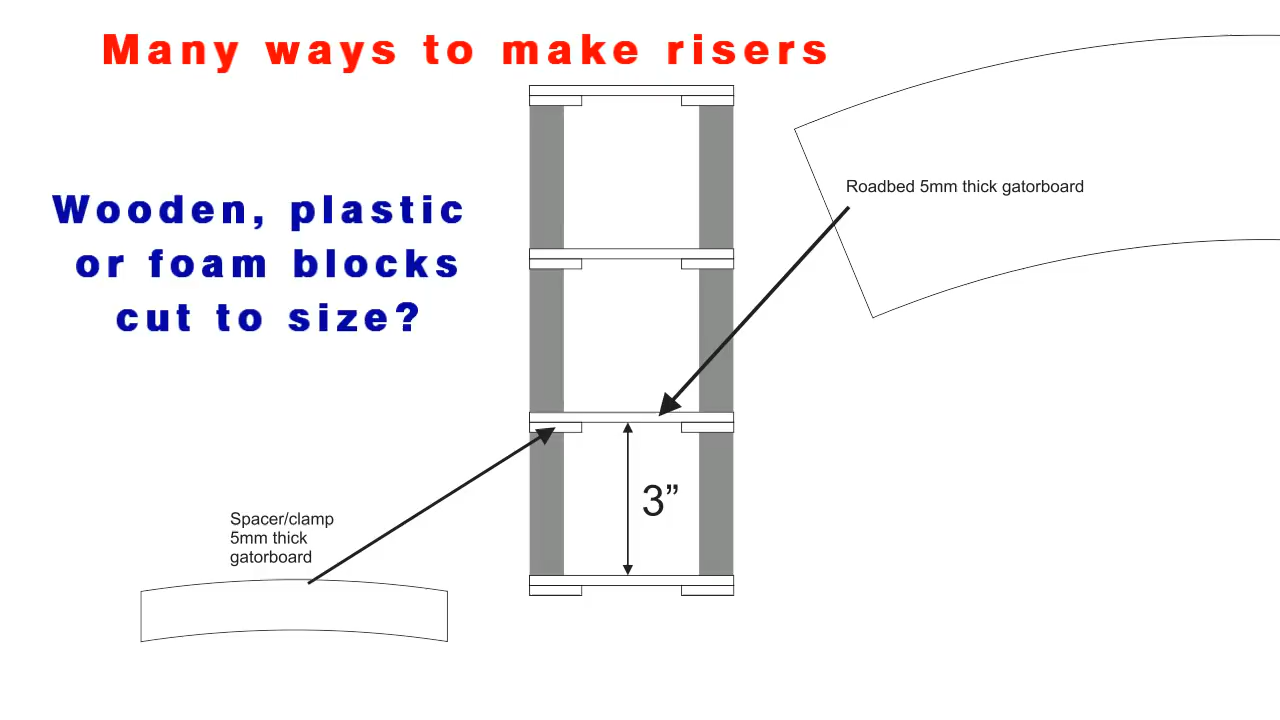 Many ways to make risers
Wooden, plastic
or foam blocks
cut to size?
Roadbed 5mm thick gatorboard
3”
Spacer/clamp
5mm thick
gatorboard